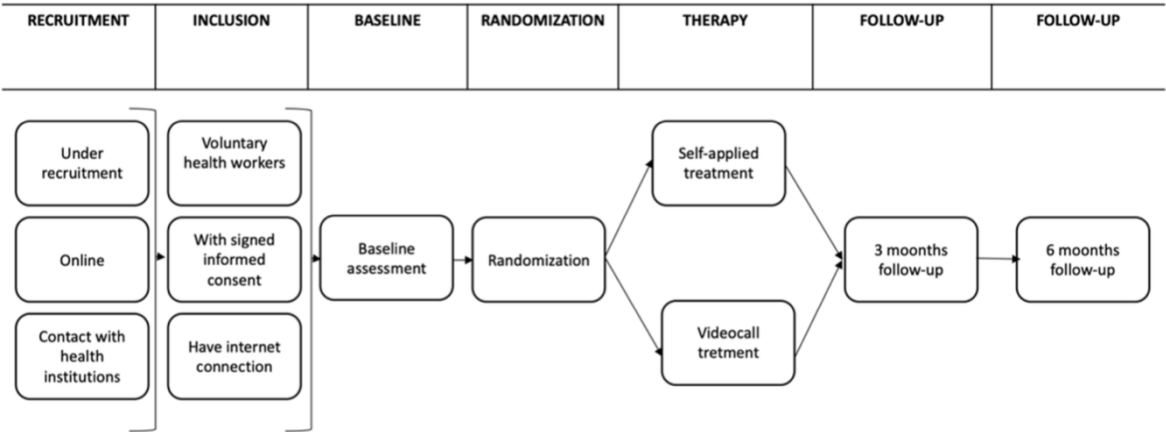 RECRUITMENT
INCLUSION
BASELINE
RANDOMIZATION
THERAPY
FOLLOW-UP
FOLLOW-UP
Under
recruitment
Online
Contact with
health
institutions
Voluntary
health workers
With signed
informed
consent
Have internet
connection
Baseline
assessment
Randomization
Self-applied
treatment
Videocall
tretment
3 moonths
follow-up
6 moonths
follow-up